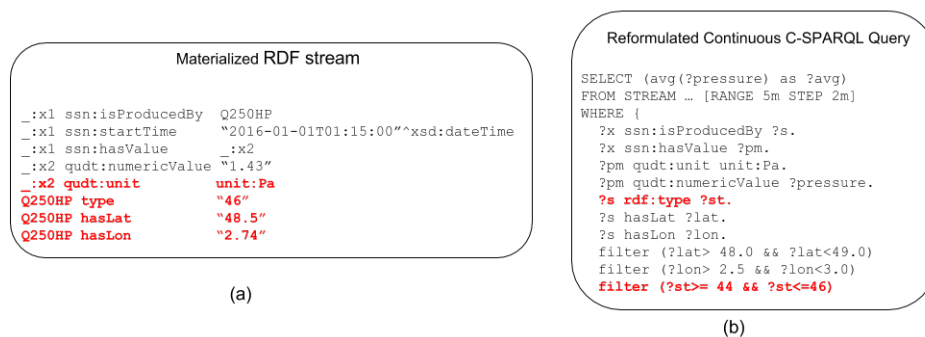 Materialized RDF stream
_:x1 ssn:isProducedBy Q250HP
_:x1 ssn:startTime "2016-01-01T01:15:00"^xsd:dateTime
_:x1 ssn:hasValue _:x2
_:x2 qudt:numericValue "1.43"
_:x2 qudt:unit unit:Pa
Q250HP type "46"
Q250HP hasLat "48.5"
Q250HP hasLon "2.74"
(a)
Reformulated Continuous C-SPARQL Query
SELECT (avg(?pressure) as ?avg)
FROM STREAM … [RANGE 5m STEP 2m]
WHERE {
?x ssn:isProducedBy ?s.
?x ssn:hasValue ?pm.
?pm qudt:unit unit:Pa.
?pm qudt:numericValue ?pressure.
?s rdf:type ?st.
?s hasLat ?lat.
?s hasLon ?lon.
filter (?lat> 48.0 && ?lat<49.0)
filter (?lon> 2.5 && ?lon<3.0)
filter (?st>= 44 && ?st<=46)
(b)